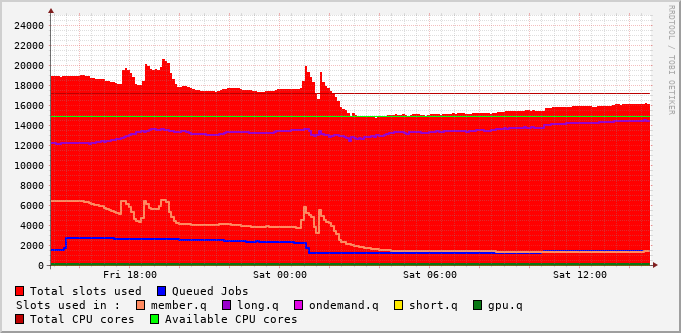 24000
22000
20000
18000
16000
14000
12000
10000
8000
6000
4000
2000
0
Fri 18:00 Sat 00:00 Sat 06:00 Sat 12:00
Total slots used Queued Jobs
Slots used in : member.q long.q ondemand.q short.q gpu.q
Total CPU cores Available CPU cores
RRDTOOL / TOBI OETIKER